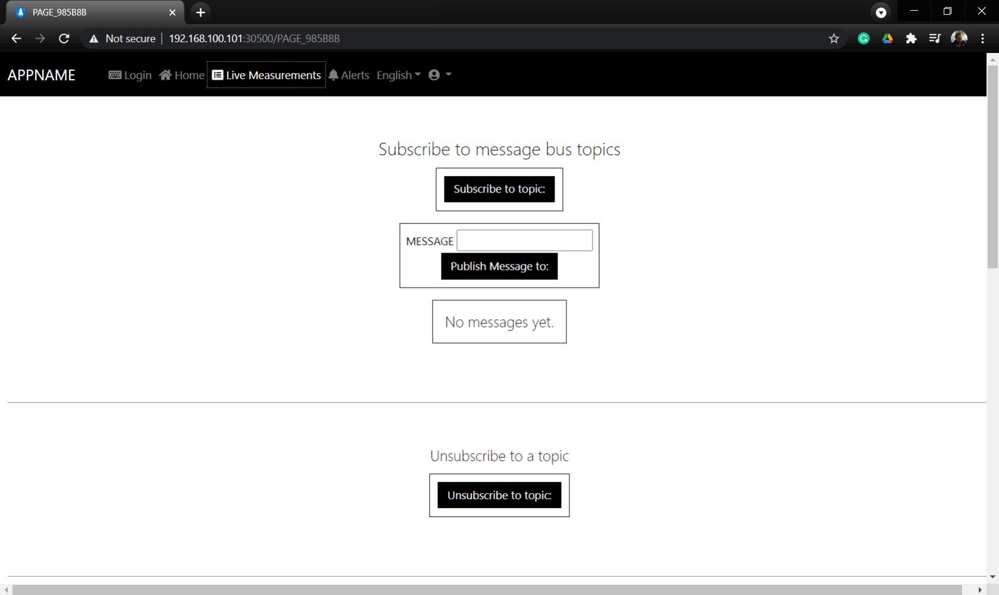 PAGE_985B8B
Not secure | 192.168.100.101:30500/PAGE_985B8B
APPNAME Login Home Live Measurements Alerts English
Subscribe to message bus topics
Subscribe to topic:
MESSAGE
Publish Message to:
No messages yet.
Unsubscribe to a topic
Unsubscribe to topic: